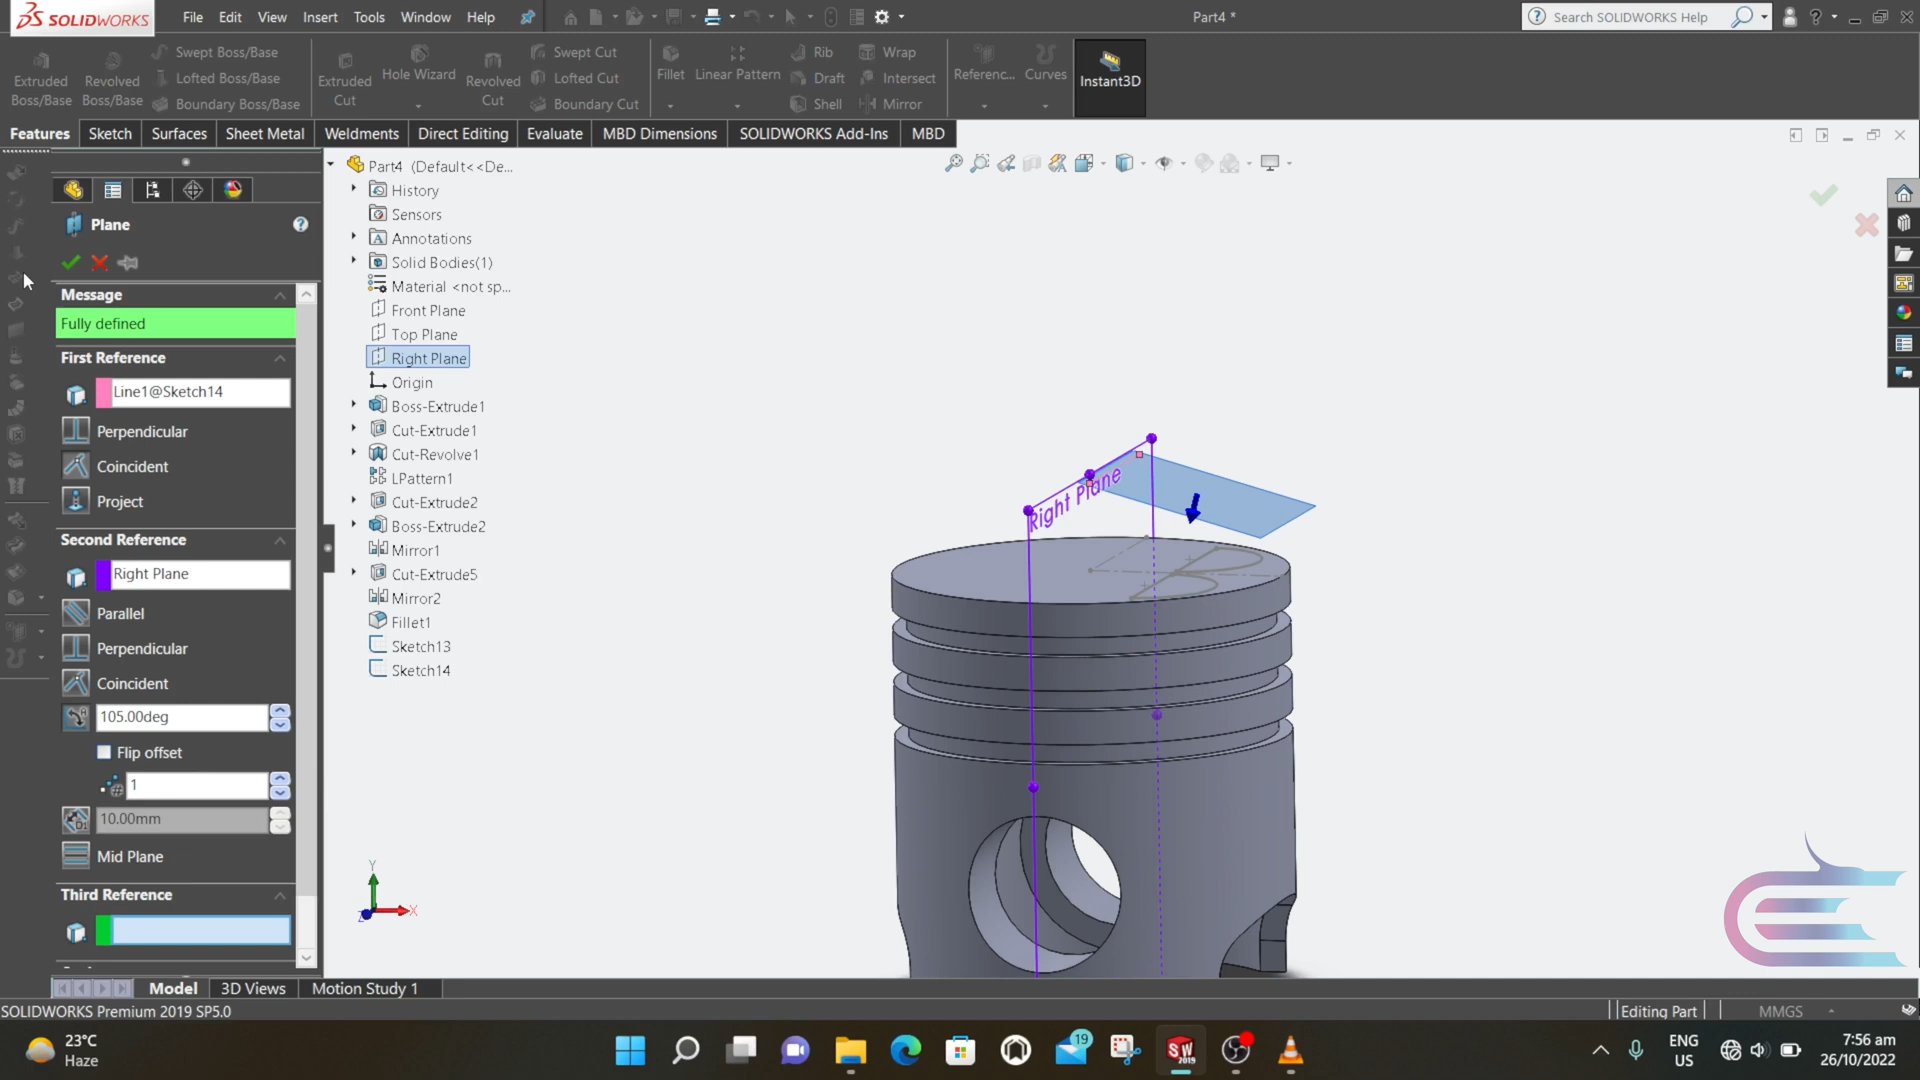 SOLIDWORKS File Edit View Insert Tools Window Help Part4 * Search SOLIDWORKS Help
Extruded Boss/Base
Revolved Boss/Base
Swept Boss/Base
Lofted Boss/Base
Boundary Boss/Base
Extruded Cut
Hole Wizard
Revolved Cut
Swept Cut
Lofted Cut
Boundary Cut
Fillet
Linear Pattern
Rib
Draft
Shell
Wrap
Intersect
Mirror
Referenc...
Curves
Instant3D
Features Sketch Surfaces Sheet Metal Weldments Direct Editing Evaluate MBD Dimensions SOLIDWORKS Add-Ins MBD
Plane
Message
Fully defined
First Reference
Line1@Sketch14
Perpendicular
Coincident
Project
Second Reference
Right Plane
Parallel
Perpendicular
Coincident
105.00deg
Flip offset
1
10.00mm
Mid Plane
Third Reference
Part4 (Default<<De...
History
Sensors
Annotations
Solid Bodies(1)
Material <not sp...
Front Plane
Top Plane
Right Plane
Origin
Boss-Extrude1
Cut-Extrude1
Cut-Revolve1
LPattern1
Cut-Extrude2
Boss-Extrude2
Mirror1
Cut-Extrude5
Mirror2
Fillet1
Sketch13
Sketch14
Right Plane
Y
X
Z
Model 3D Views Motion Study 1
SOLIDWORKS Premium 2019 SP5.0 Editing Part MMGS
23°C
Haze
19
SW
2019
ENG
US
7:56 am
26/10/2022